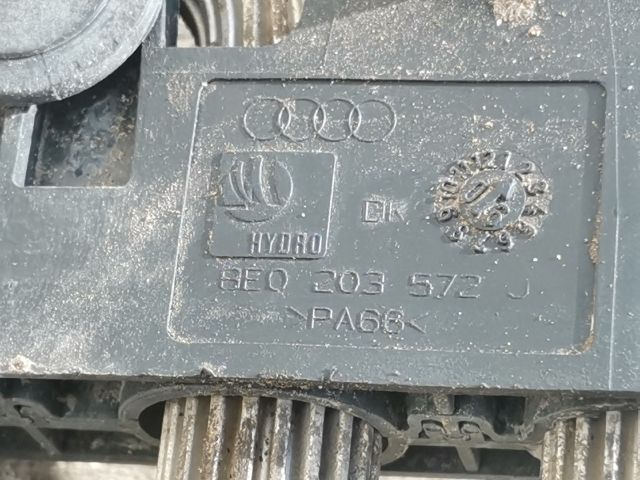 DK
HYDRO
8E0 203 572 J
>PA66<